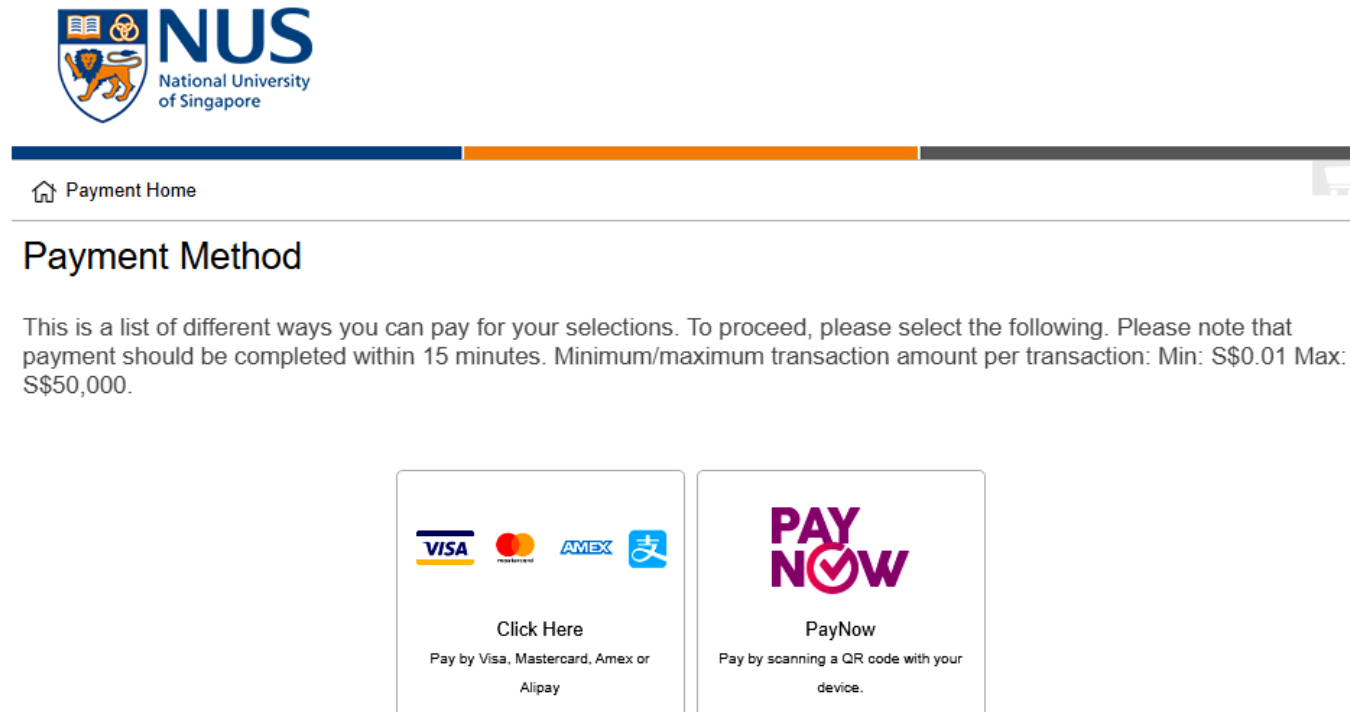 NUS
National University
of Singapore
Payment Home
Payment Method
This is a list of different ways you can pay for your selections. To proceed, please select the following. Please note that
payment should be completed within 15 minutes. Minimum/maximum transaction amount per transaction: Min: S$0.01 Max:
S$50,000.
VISA mastercard AMEX 支
PAY
NOW
Click Here
Pay by Visa, Mastercard, Amex or
Alipay
PayNow
Pay by scanning a QR code with your
device.